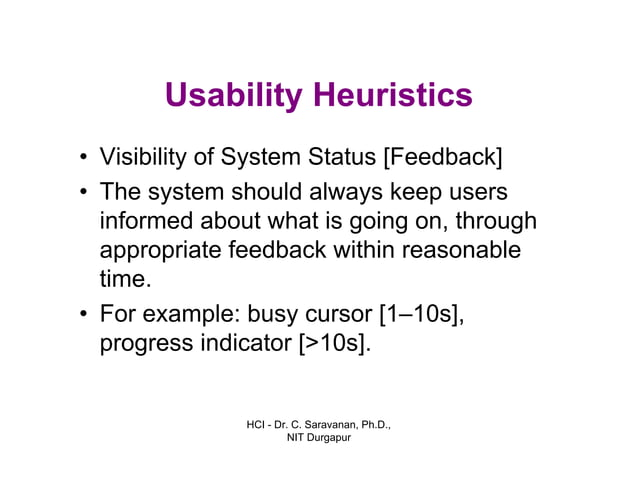 Usability Heuristics
• Visibility of System Status [Feedback]
• The system should always keep users
informed about what is going on, through
appropriate feedback within reasonable
time.
• For example: busy cursor [1–10s],
progress indicator [>10s].
HCI - Dr. C. Saravanan, Ph.D.,
NIT Durgapur